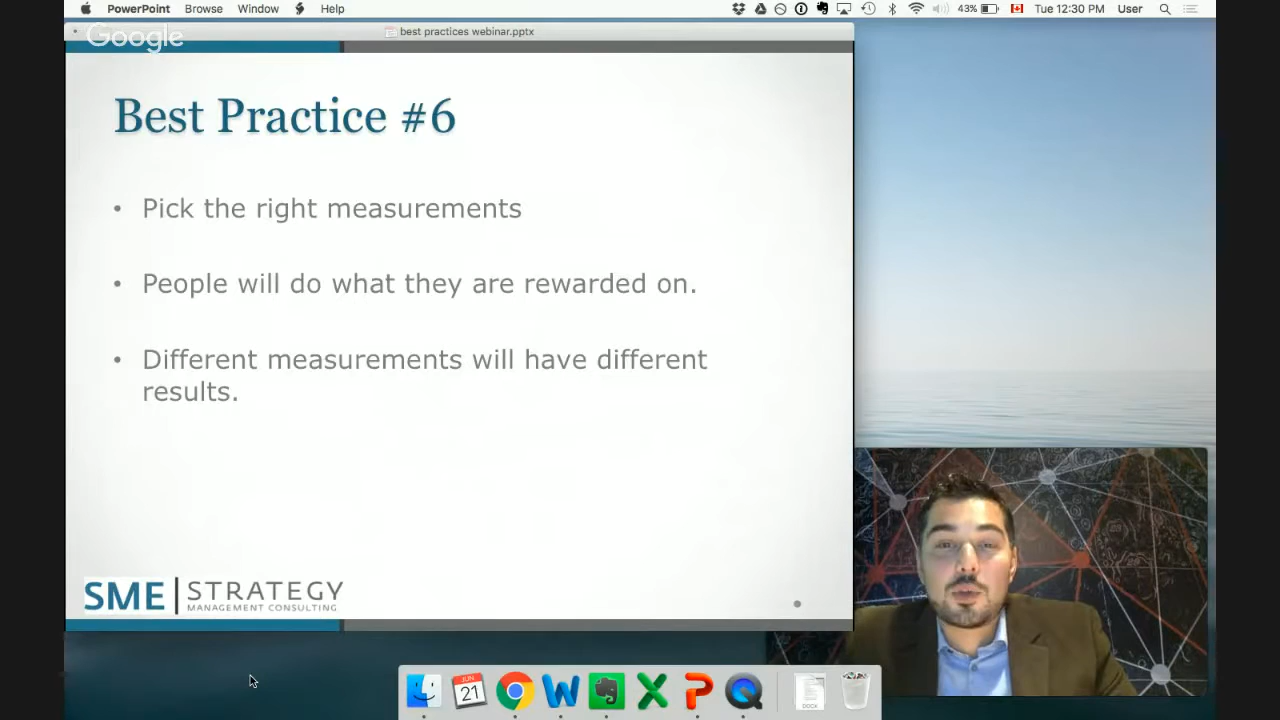 PowerPoint Browse Window Help 43% Tue 12:30 PM User
Google
best practices webinar.pptx
Best Practice #6
• Pick the right measurements
• People will do what they are rewarded on.
• Different measurements will have different
results.
SME | STRATEGY
MANAGEMENT CONSULTING
JUN
21
DOCX